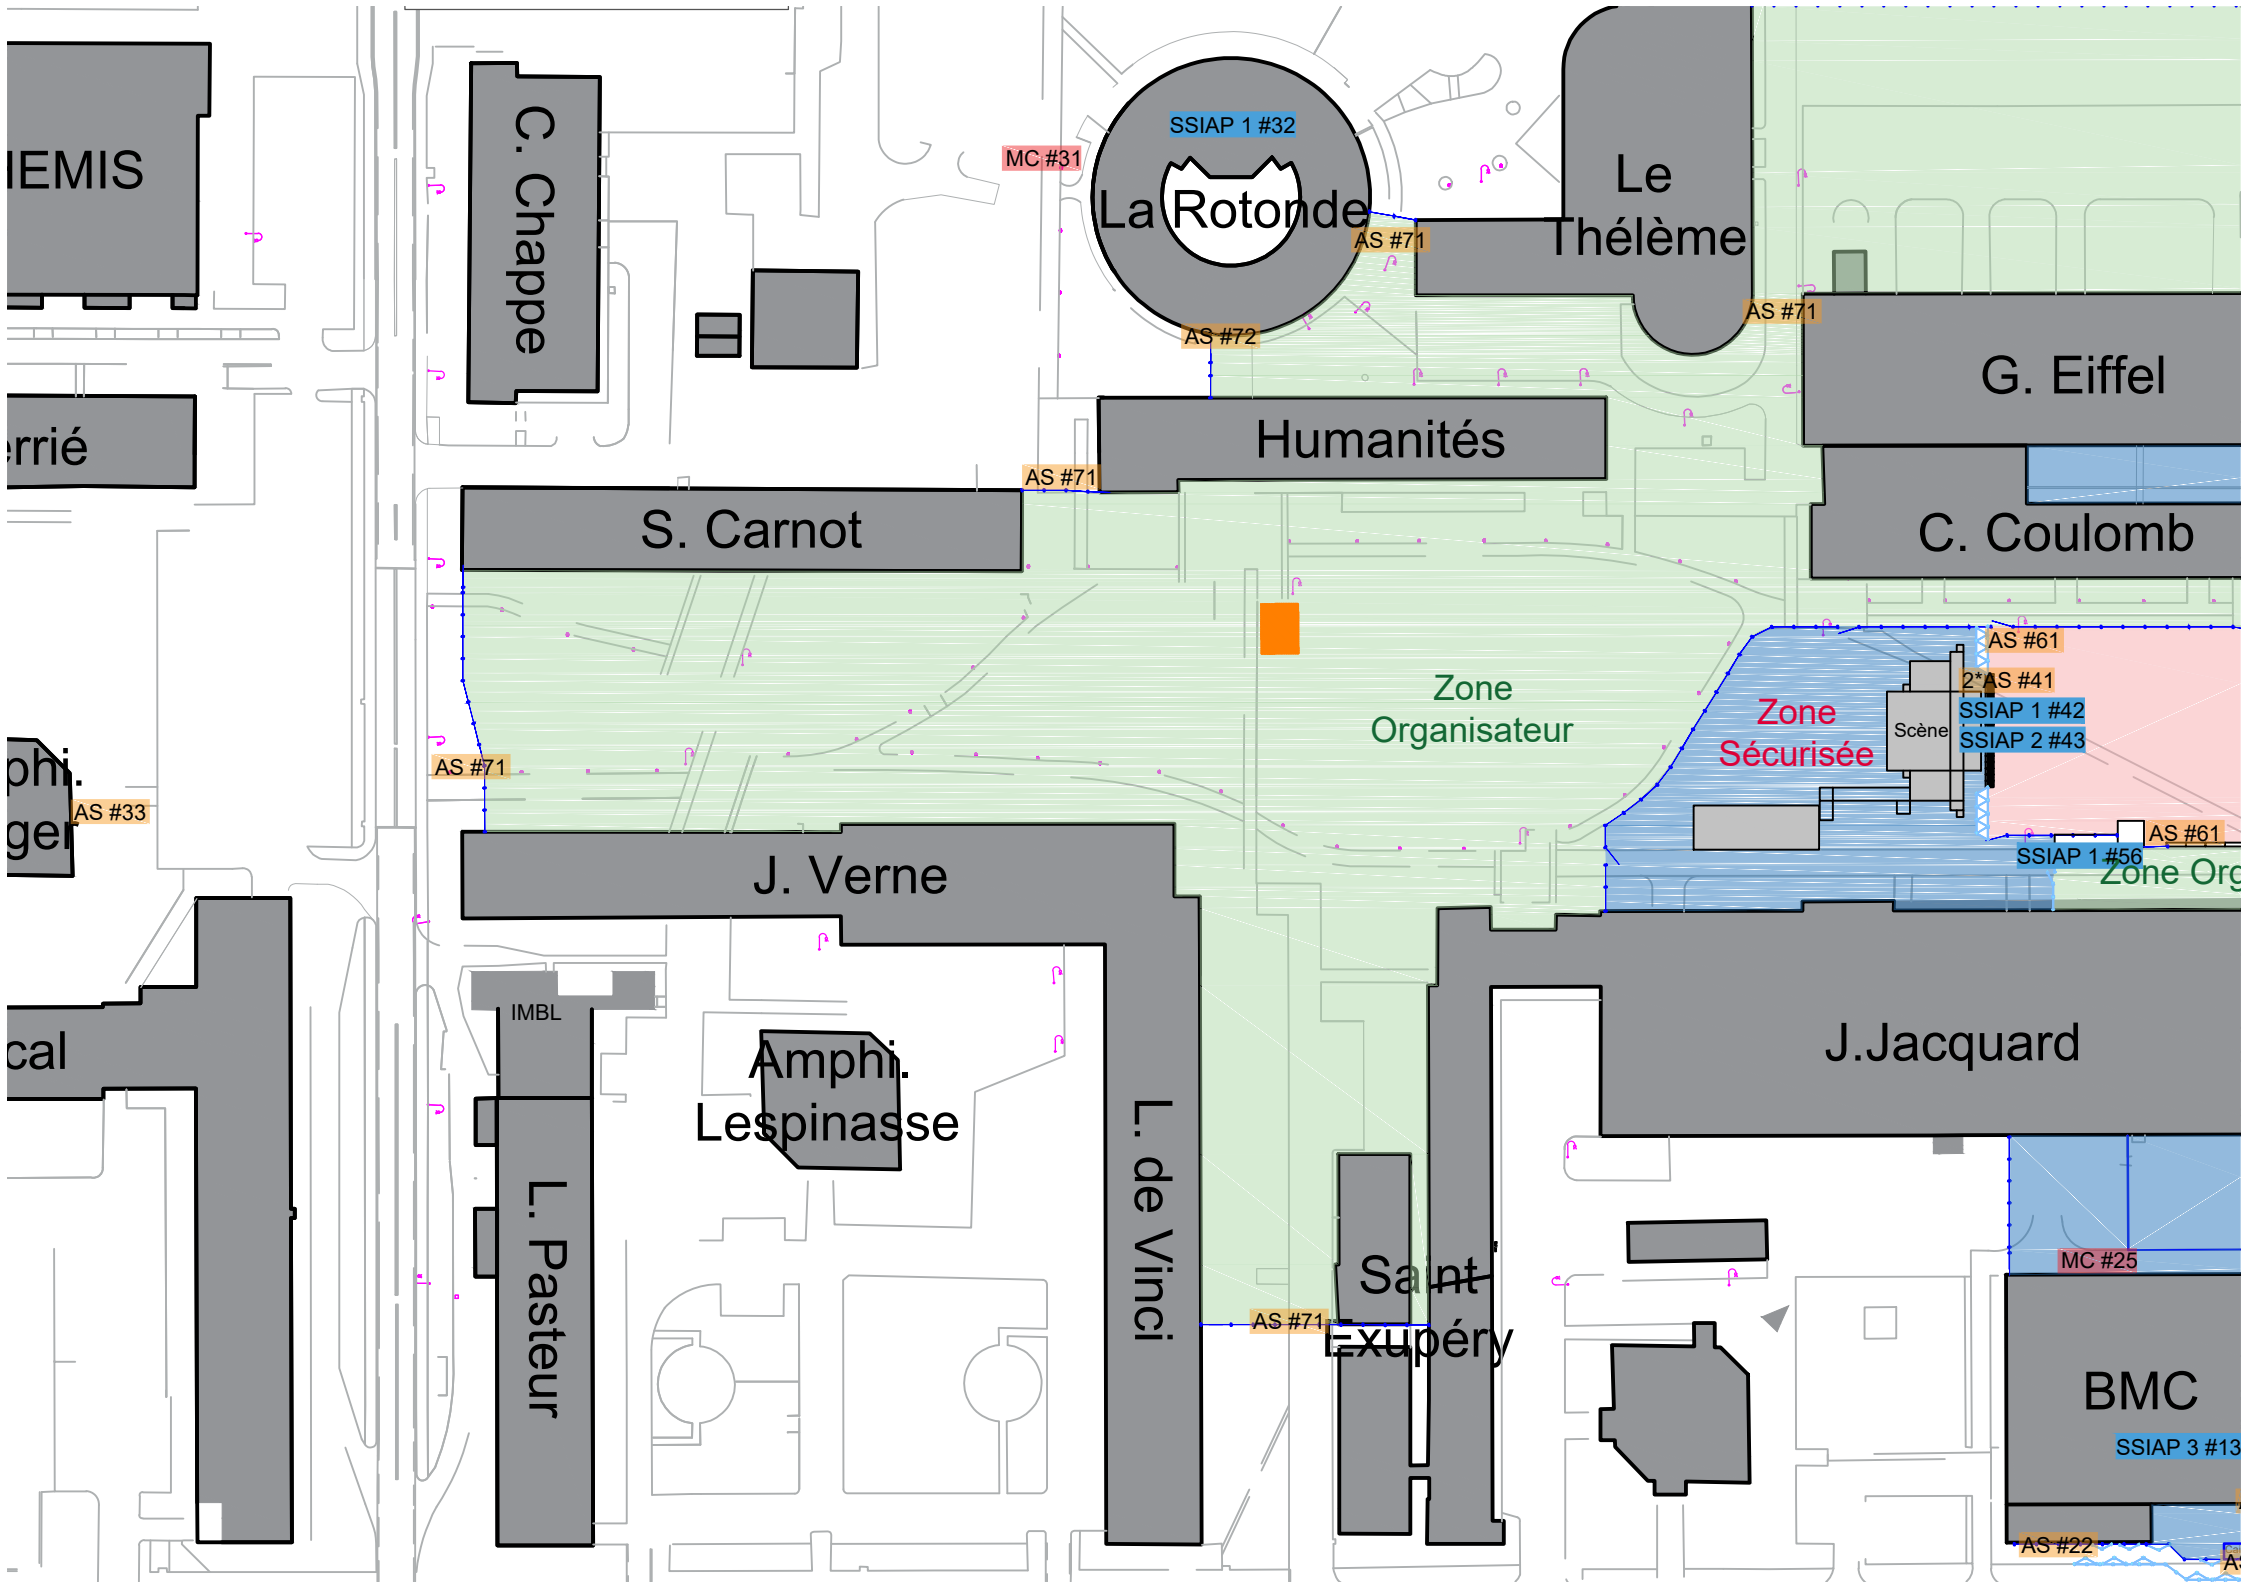 C. Chappe
SSIAP 1 #32
MC #31
La Rotonde
Le
Thélème
AS #71
AS #72
AS #71
G. Eiffel
Humanités
AS #71
S. Carnot
C. Coulomb
AS #61
2*AS #41
SSIAP 1 #42
SSIAP 2 #43
Scène
Zone
Organisateur
Zone
Sécurisée
AS #71
AS #33
AS #61
SSIAP 1 #56
Zone Org
J. Verne
IMBL
Amphi.
Lespinasse
L. de Vinci
L. Pasteur
J.Jacquard
MC #25
Saint
Exupéry
AS #71
BMC
SSIAP 3 #13
AS #22